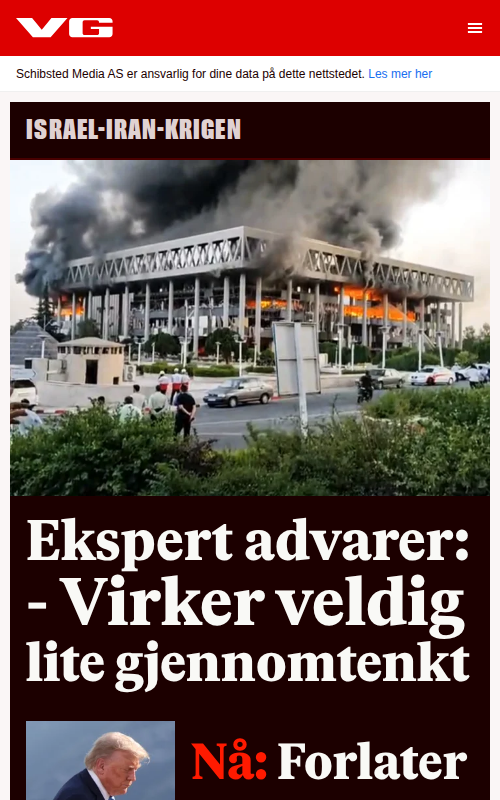 VG
Schibsted Media AS er ansvarlig for dine data på dette nettstedet. Les mer her
ISRAEL-IRAN-KRIGEN
Ekspert advarer:
- Virker veldig
lite gjennomtenkt
Nå: Forlater